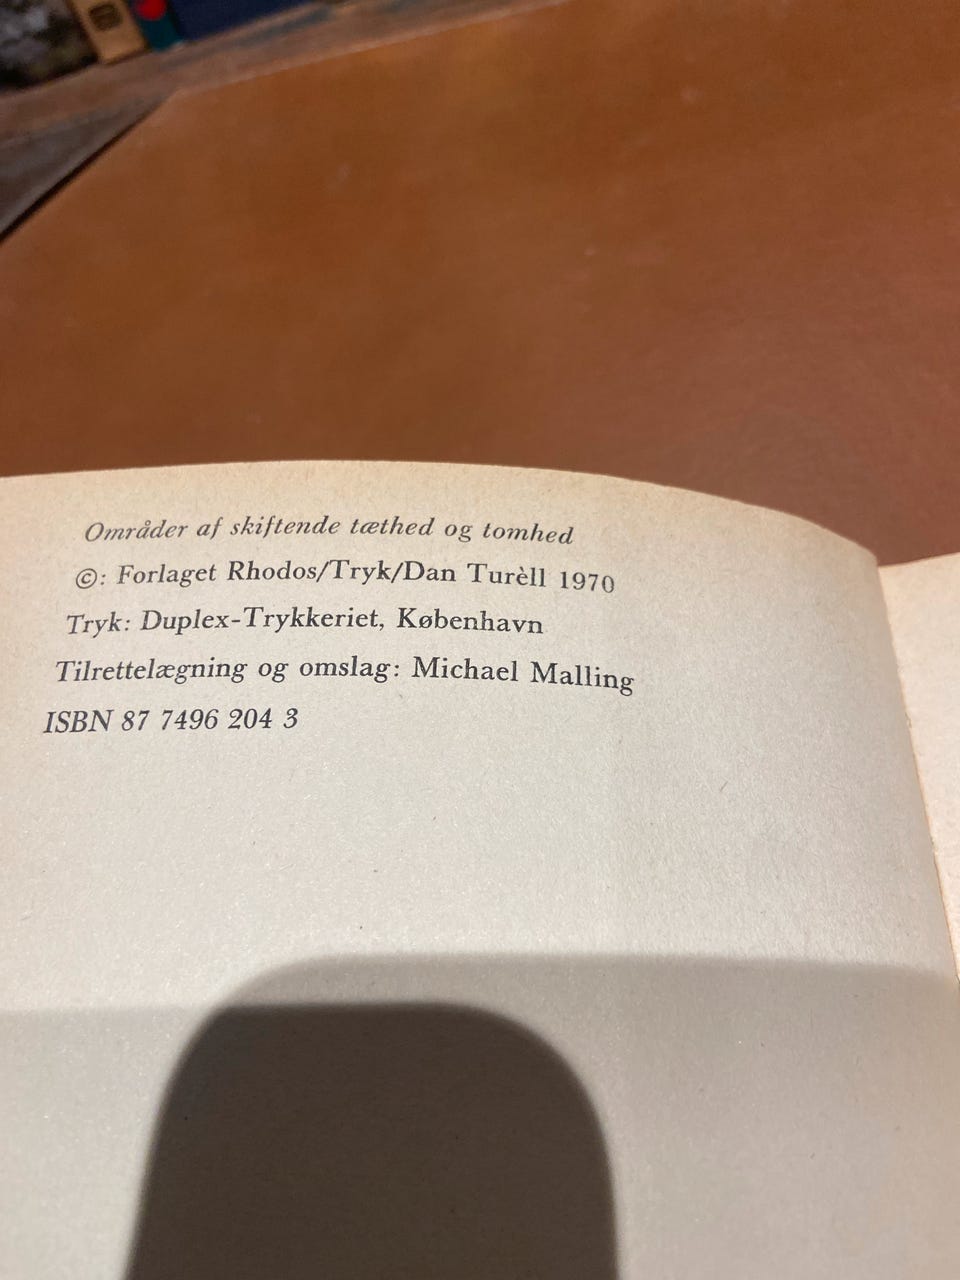 Områder af skiftende tæthed og tomhed
©: Forlaget Rhodos/Tryk/Dan Turèll 1970
Tryk: Duplex-Trykkeriet, København
Tilrettelægning og omslag: Michael Malling
ISBN 87 7496 204 3